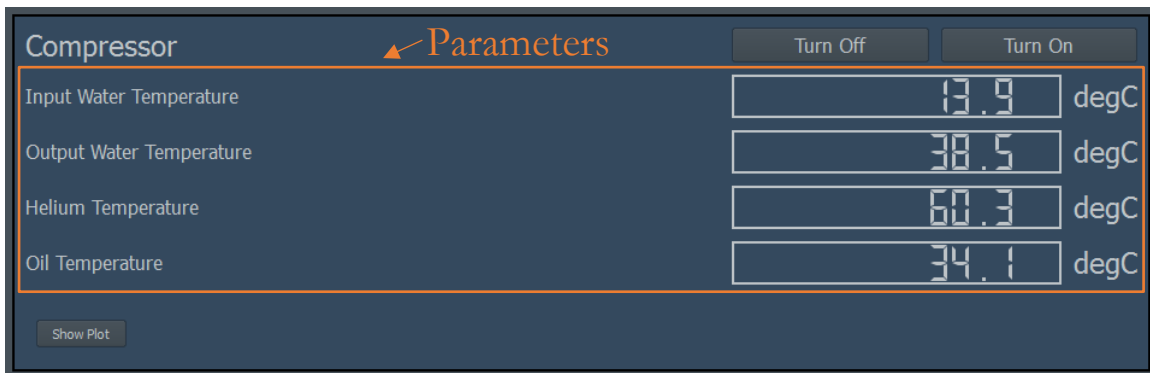 Compressor Parameters Turn Off Turn On
Input Water Temperature 13.9 degC
Output Water Temperature 38.5 degC
Helium Temperature 60.3 degC
Oil Temperature 34.1 degC
Show Plot